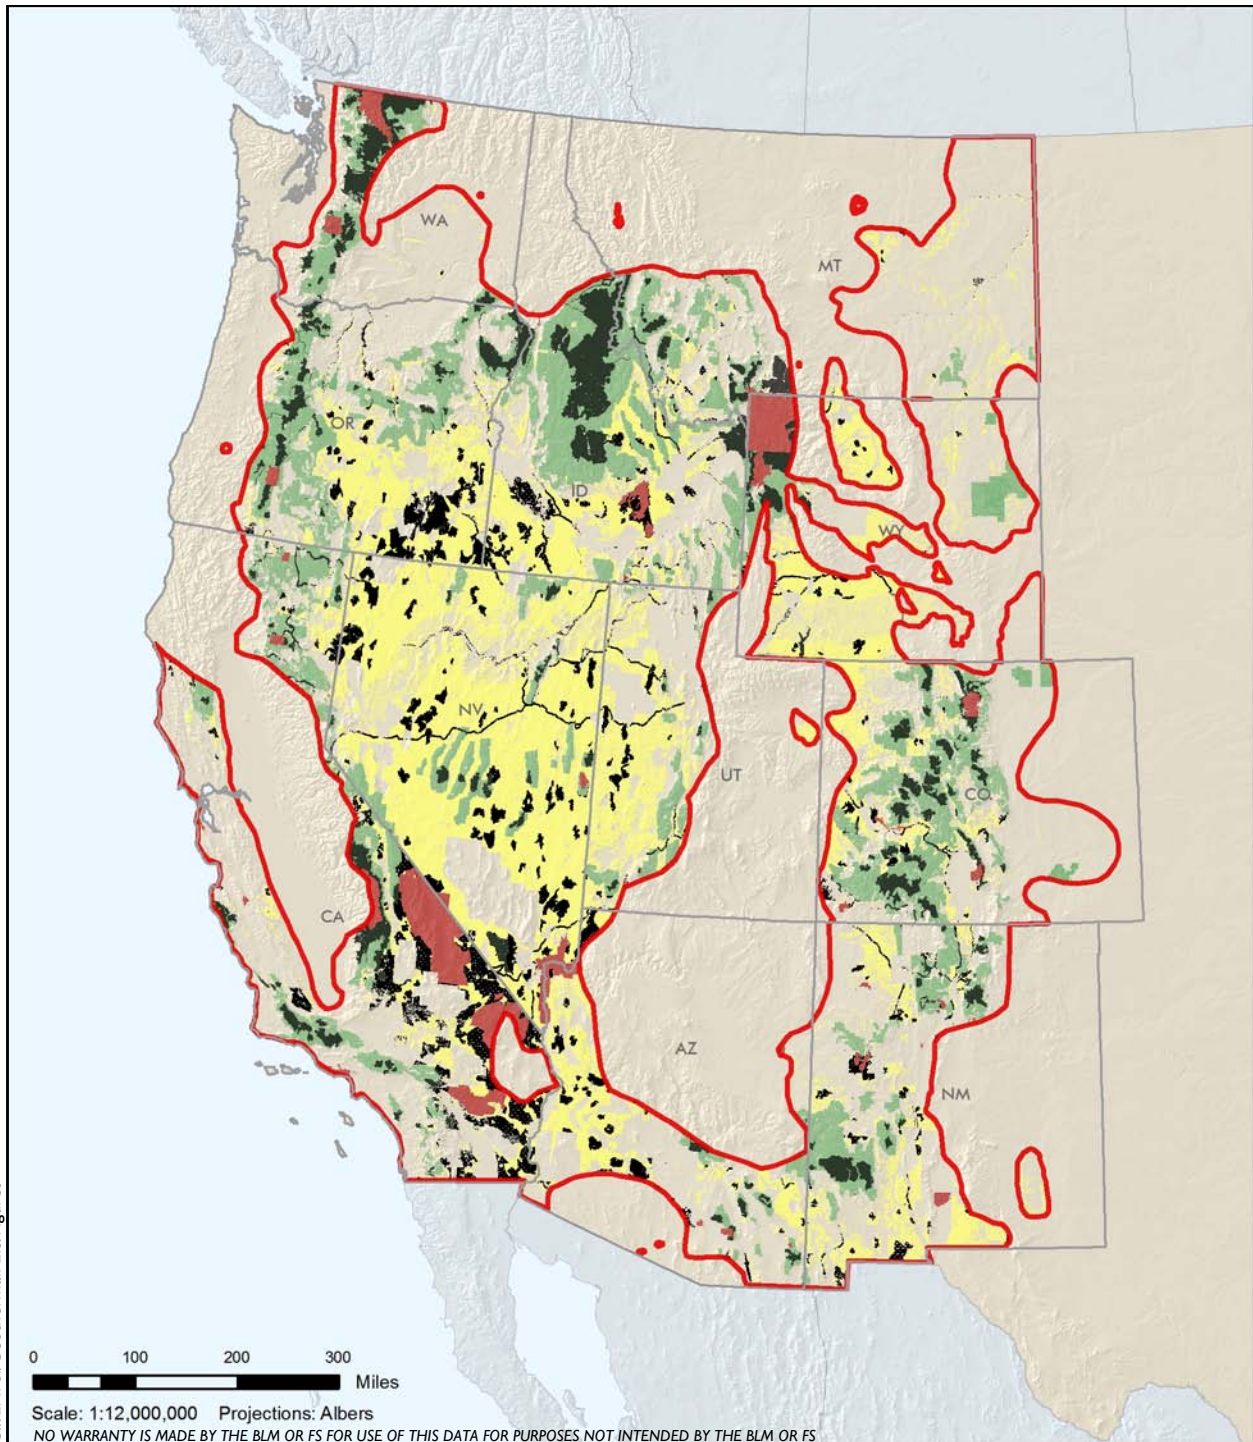 WA
MT
OR
ID
WY
NV
UT
CO
CA
AZ
NM
0 100 200 300
Miles
Scale: 1:12,000,000 Projections: Albers
NO WARRANTY IS MADE BY THE BLM OR FS FOR USE OF THIS DATA FOR PURPOSES NOT INTENDED BY THE BLM OR FS